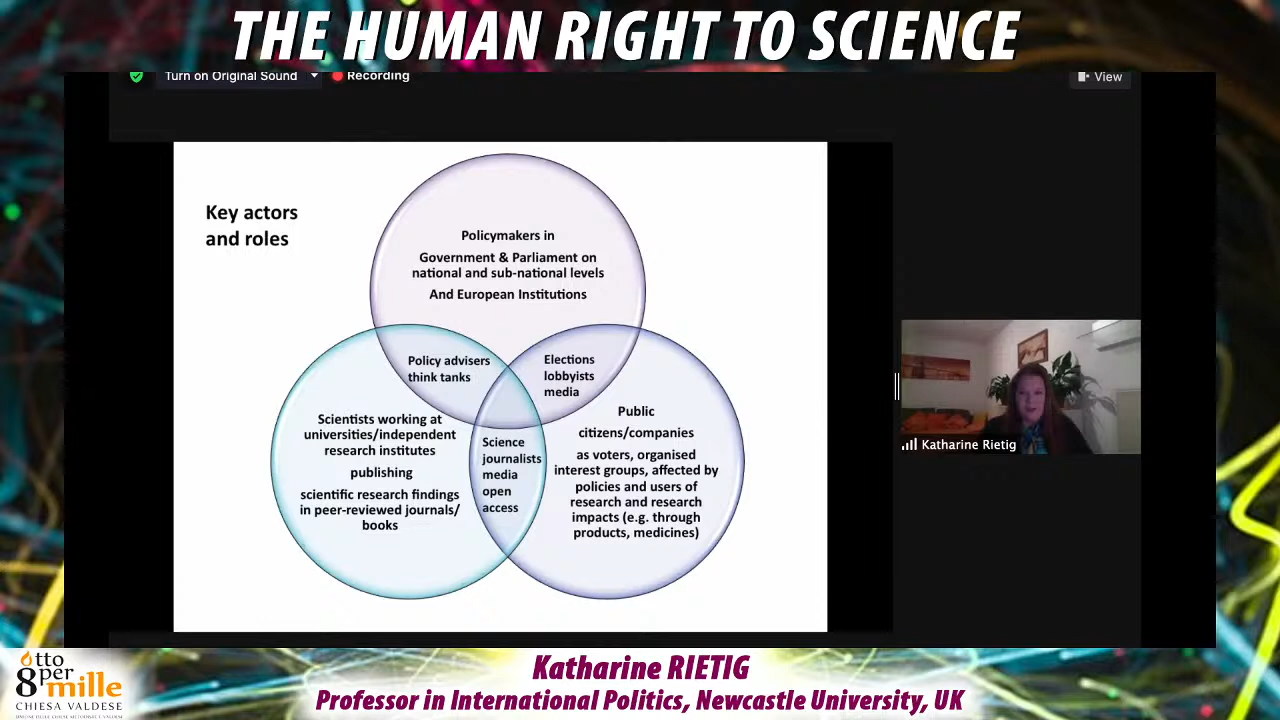 THE HUMAN RIGHT TO SCIENCE
Turn on Original Sound
Recording
View
Key actors
and roles
Policymakers in
Government & Parliament on
national and sub-national levels
And European Institutions
Policy advisers
think tanks
Elections
lobbyists
media
Scientists working at
universities/independent
research institutes
publishing
scientific research findings
in peer-reviewed journals/
books
Science
journalists
media
open
access
Public
citizens/companies
as voters, organised
interest groups, affected by
policies and users of
research and research
impacts (e.g. through
products, medicines)
Katharine Rietig
otto
per
8 mille
CHIESA VALDESE
Katharine RIETIG
Professor in International Politics, Newcastle University, UK